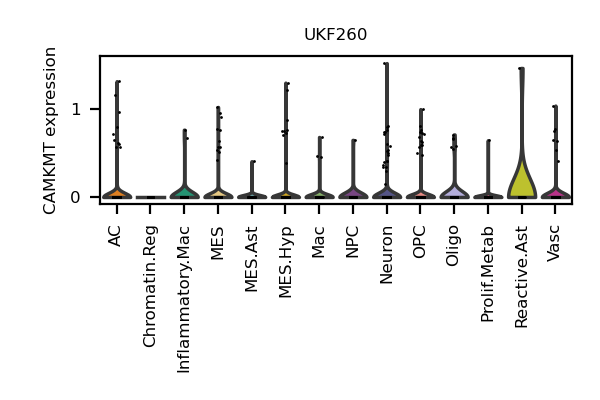 UKF260
CAMKMT expression
1
0
AC
Chromatin.Reg
Inflammatory.Mac
MES
MES.Ast
MES.Hyp
Mac
NPC
Neuron
OPC
Oligo
Prolif.Metab
Reactive.Ast
Vasc